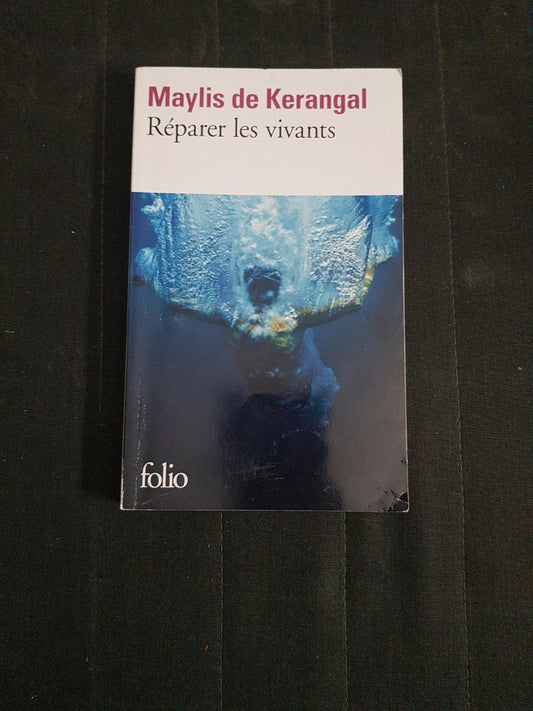 Maylis de Kerangal
Réparer les vivants
folio